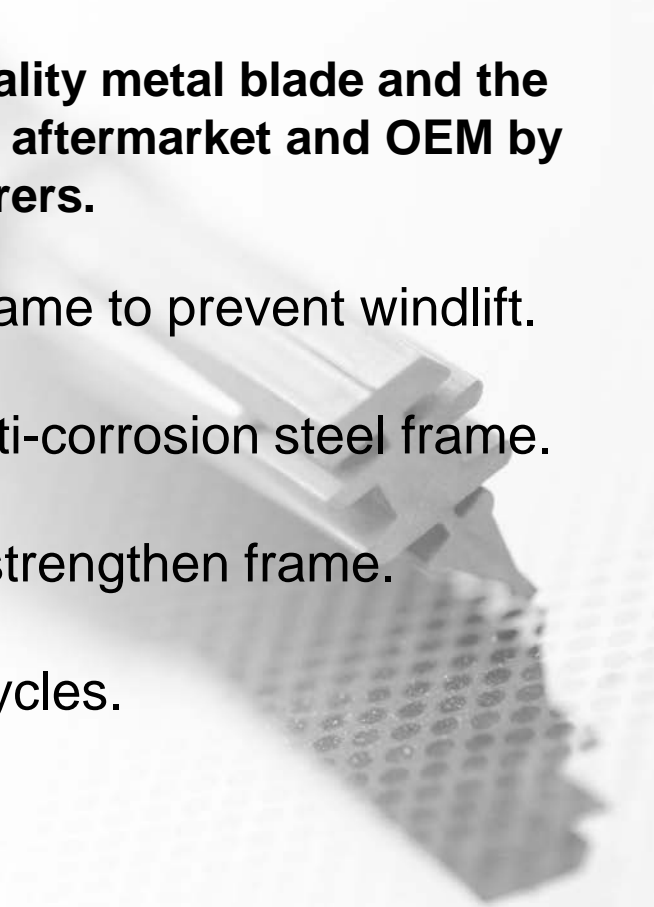 ality metal blade and the
aftermarket and OEM by
rers.
ame to prevent windlift.
ti-corrosion steel frame.
strengthen frame.
ycles.